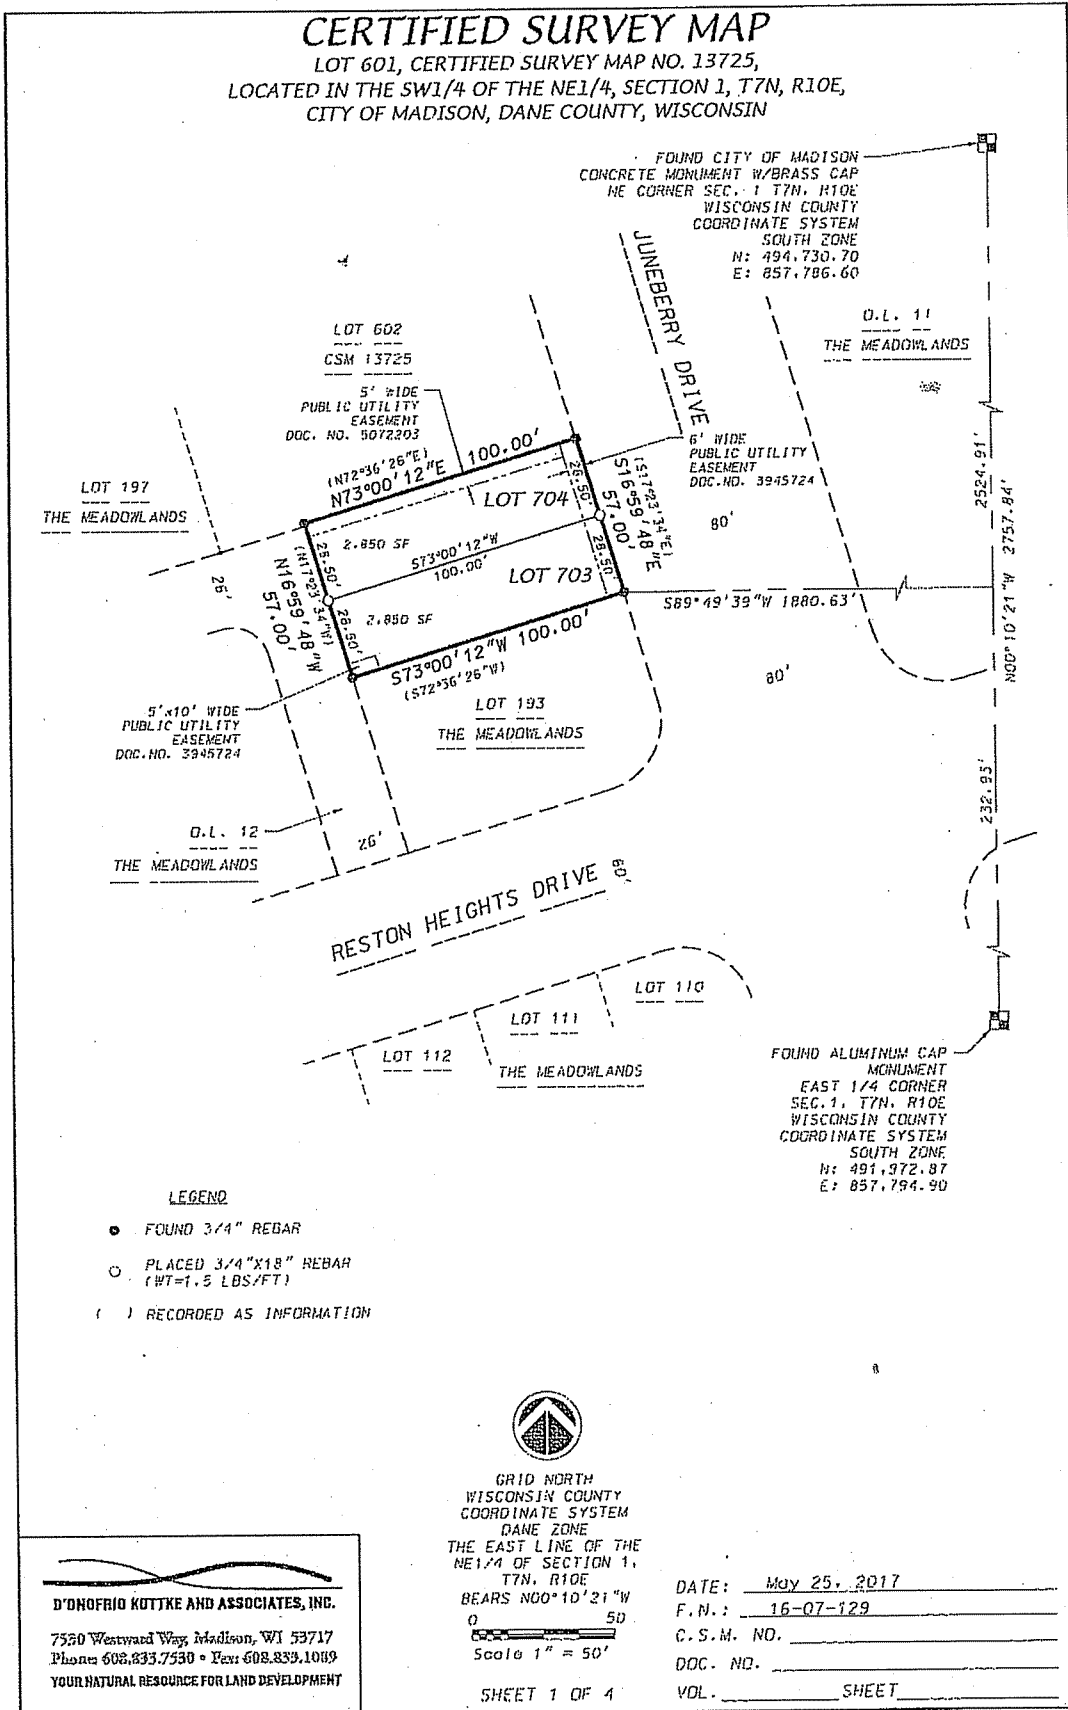 CERTIFIED SURVEY MAP
LOT 601, CERTIFIED SURVEY MAP NO. 13725,
LOCATED IN THE SW1/4 OF THE NE1/4, SECTION 1, T7N, R10E,
CITY OF MADISON, DANE COUNTY, WISCONSIN
FOUND CITY OF MADISON
CONCRETE MONUMENT W/BRASS CAP
NE CORNER SEC. 1 T7N, R10E
WISCONSIN COUNTY
COORDINATE SYSTEM
SOUTH ZONE
N: 494,730.70
E: 857,786.60
JUNEBERRY DRIVE
O.L. 11
THE MEADOWLANDS
LOT 602
CSM 13725
5' WIDE
PUBLIC UTILITY
EASEMENT
DOC. NO. 5072203
6' WIDE
PUBLIC UTILITY
EASEMENT
DOC.NO. 3945724
LOT 197
THE MEADOWLANDS
(N72°36'26"E)
N73°00'12"E 100.00'
LOT 704
2,850 SF
S73°00'12"W
100.00'
LOT 703
2,850 SF
S73°00'12"W 100.00'
(S72°36'26"W)
28.50'
28.50'
(N17°23'34"W)
N16°59'48"W
57.00'
28.50'
28.50'
(S17°23'34"E)
S16°59'48"E
57.00'
80'
26'
S89°49'39"W 1880.63'
80'
2524.91'
N00°10'21"W 2757.84'
232.93'
5'x10' WIDE
PUBLIC UTILITY
EASEMENT
DOC.NO. 3945724
LOT 193
THE MEADOWLANDS
O.L. 12
THE MEADOWLANDS
26'
RESTON HEIGHTS DRIVE
60'
LOT 110
LOT 111
LOT 112
THE MEADOWLANDS
FOUND ALUMINUM CAP
MONUMENT
EAST 1/4 CORNER
SEC.1, T7N, R10E
WISCONSIN COUNTY
COORDINATE SYSTEM
SOUTH ZONE
N: 491,972.87
E: 857,794.90
LEGEND
FOUND 3/4" REBAR
PLACED 3/4"X18" REBAR
(WT=1.5 LBS/FT)
( ) RECORDED AS INFORMATION
GRID NORTH
WISCONSIN COUNTY
COORDINATE SYSTEM
DANE ZONE
THE EAST LINE OF THE
NE1/4 OF SECTION 1,
T7N, R10E
BEARS N00°10'21"W
0 50
Scale 1" = 50'
SHEET 1 OF 4
D'ONOFRIO KOTTKE AND ASSOCIATES, INC.
7530 Westward Way, Madison, WI 53717
Phone: 608.833.7530 • Fax: 608.833.1089
YOUR NATURAL RESOURCE FOR LAND DEVELOPMENT
DATE: May 25, 2017
F.N.: 16-07-129
C.S.M. NO.
DOC. NO.
VOL. SHEET